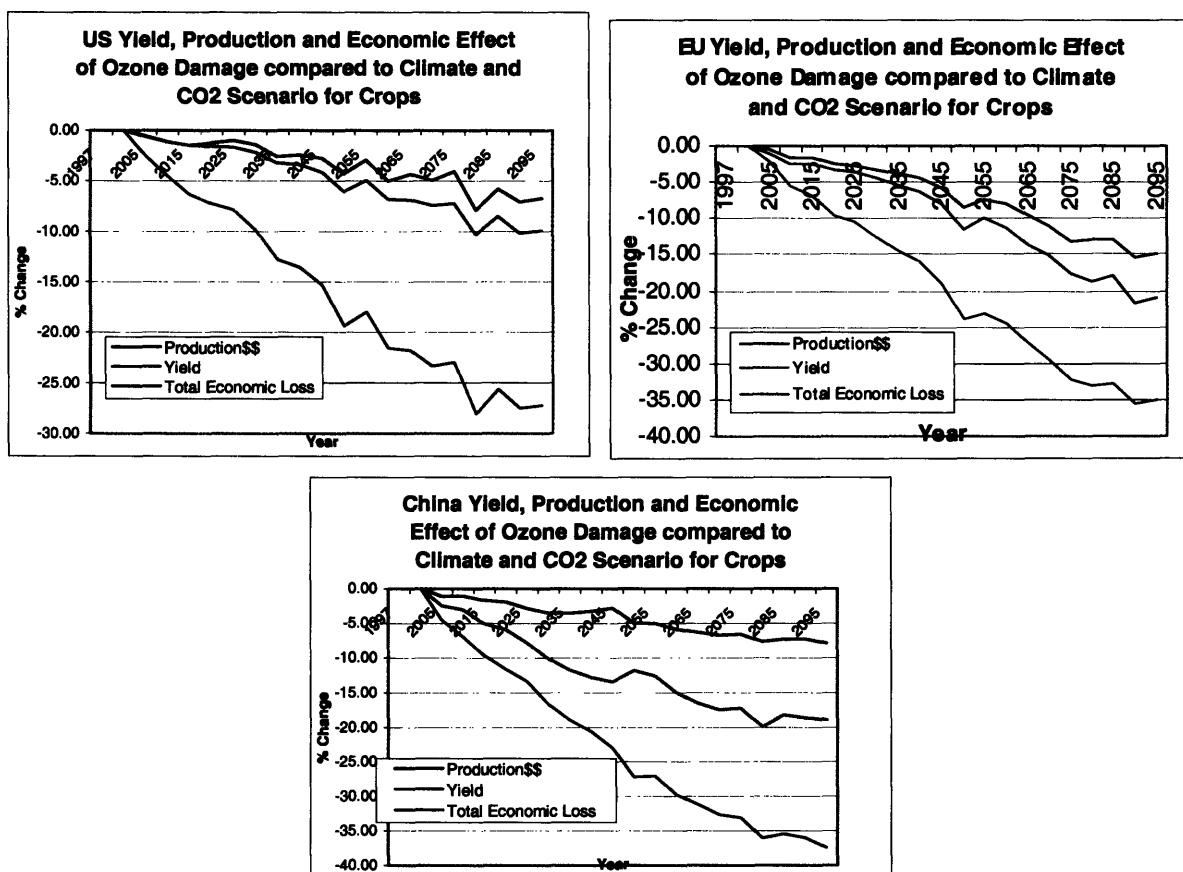 US Yield, Production and Economic Effect
of Ozone Damage compared to Climate and
CO2 Scenario for Crops
0.00
-5.00
-10.00
-15.00
-20.00
-25.00
-30.00
% Change
1997
2005
2015
2025
2035
2045
2055
2065
2075
2085
2095
Production$$
Yield
Total Economic Loss
Year
EU Yield, Production and Economic Effect
of Ozone Damage compared to Climate
and CO2 Scenario for Crops
0.00
-5.00
-10.00
-15.00
-20.00
-25.00
-30.00
-35.00
-40.00
% Change
1997
2005
2015
2025
2035
2045
2055
2065
2075
2085
2095
Production$$
Yield
Total Economic Loss
Year
China Yield, Production and Economic
Effect of Ozone Damage compared to
Climate and CO2 Scenario for Crops
0.00
-5.00
-10.00
-15.00
-20.00
-25.00
-30.00
-35.00
-40.00
% Change
1997
2005
2015
2025
2035
2045
2055
2065
2075
2085
2095
Production$$
Yield
Total Economic Loss
Year